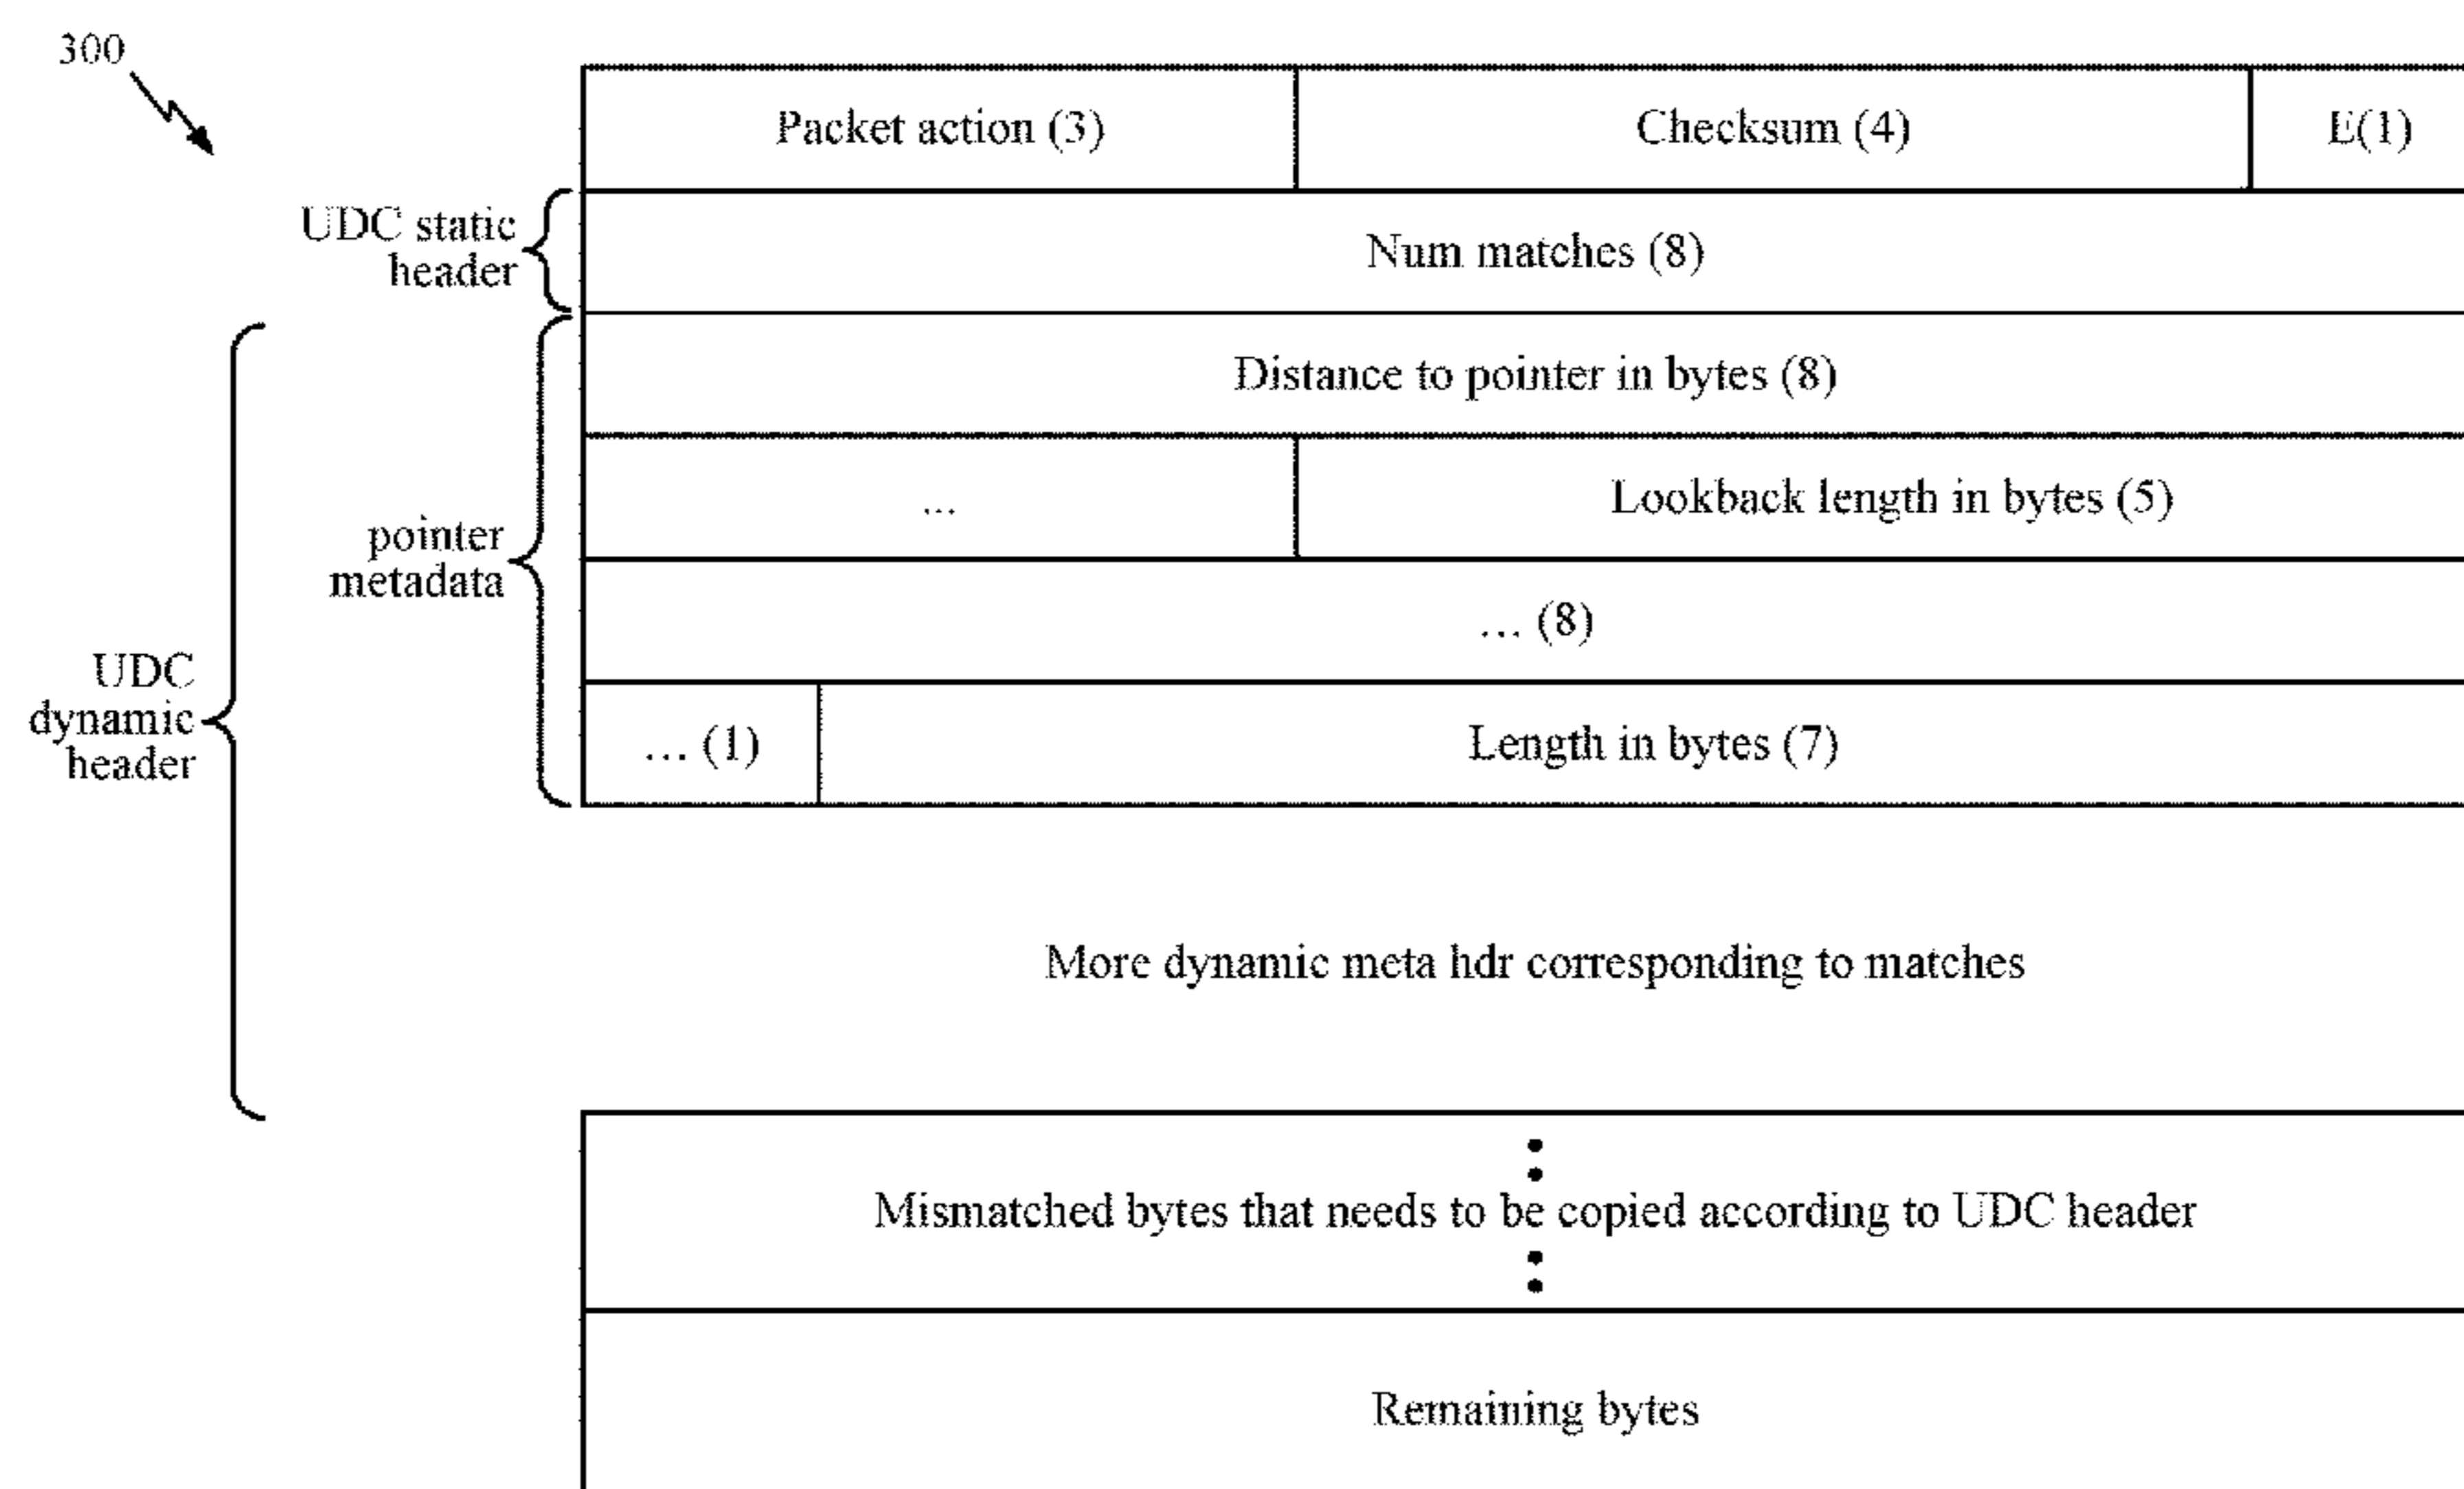 300
Packet action (3) Checksum (4) E(1)
UDC static
header
Num matches (8)
Distance to pointer in bytes (8)
... Lookback length in bytes (5)
pointer
metadata
... (8)
UDC
dynamic
header
... (1) Length in bytes (7)
More dynamic meta hdr corresponding to matches
Mismatched bytes that needs to be copied according to UDC header
Remaining bytes